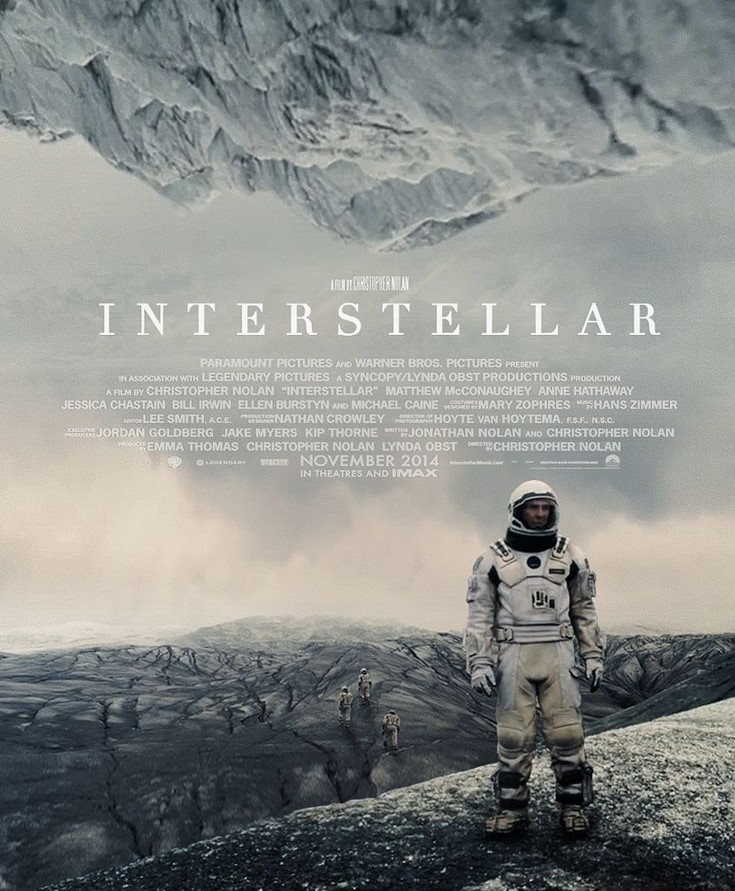 A FILM BY CHRISTOPHER NOLAN
INTERSTELLAR
PARAMOUNT PICTURES AND WARNER BROS. PICTURES PRESENT
IN ASSOCIATION WITH LEGENDARY PICTURES A SYNCOPY/LYNDA OBST PRODUCTIONS PRODUCTION
A FILM BY CHRISTOPHER NOLAN "INTERSTELLAR" MATTHEW McCONAUGHEY ANNE HATHAWAY
JESSICA CHASTAIN BILL IRWIN ELLEN BURSTYN AND MICHAEL CAINE COSTUMES DESIGNED BY MARY ZOPHRES MUSIC BY HANS ZIMMER
EDITOR LEE SMITH, A.C.E. PRODUCTION DESIGNER NATHAN CROWLEY DIRECTOR OF PHOTOGRAPHY HOYTE VAN HOYTEMA, F.S.F., N.S.C.
EXECUTIVE PRODUCERS JORDAN GOLDBERG JAKE MYERS KIP THORNE WRITTEN BY JONATHAN NOLAN AND CHRISTOPHER NOLAN
PRODUCED BY EMMA THOMAS CHRISTOPHER NOLAN LYNDA OBST DIRECTED BY CHRISTOPHER NOLAN
LEGENDARY SYNCOPY NOVEMBER 2014 InterstellarMovie.com
IN THEATRES AND IMAX